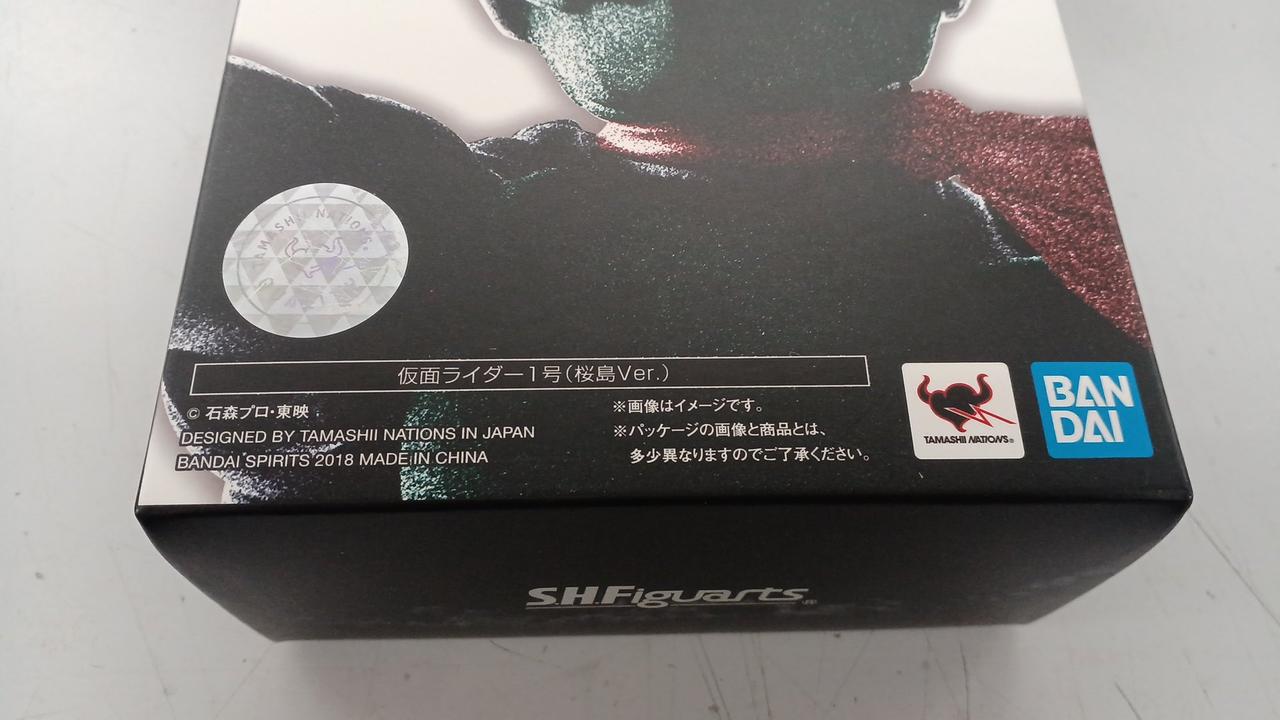 TAMASHII NATIONS.
仮面ライダー1号(桜島Ver.)
© 石森プロ・東映
DESIGNED BY TAMASHII NATIONS IN JAPAN
BANDAI SPIRITS 2018 MADE IN CHINA
※画像はイメージです。
※パッケージの画像と商品とは、
多少異なりますのでご了承ください。
TAMASHII NATIONS®
BAN
DAI
S.H.Figuarts®